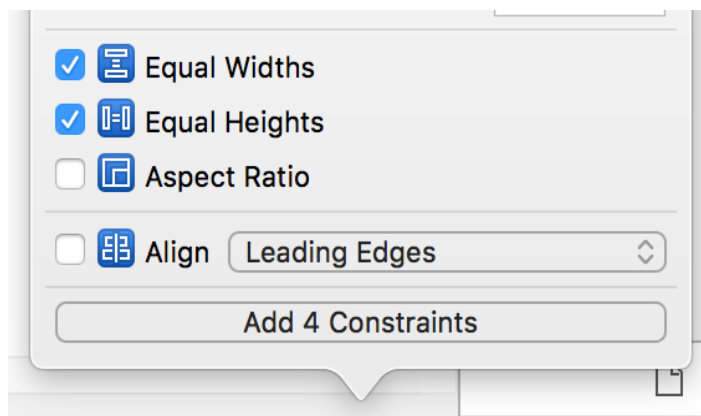 Equal Widths
Equal Heights
Aspect Ratio
Align Leading Edges
Add 4 Constraints